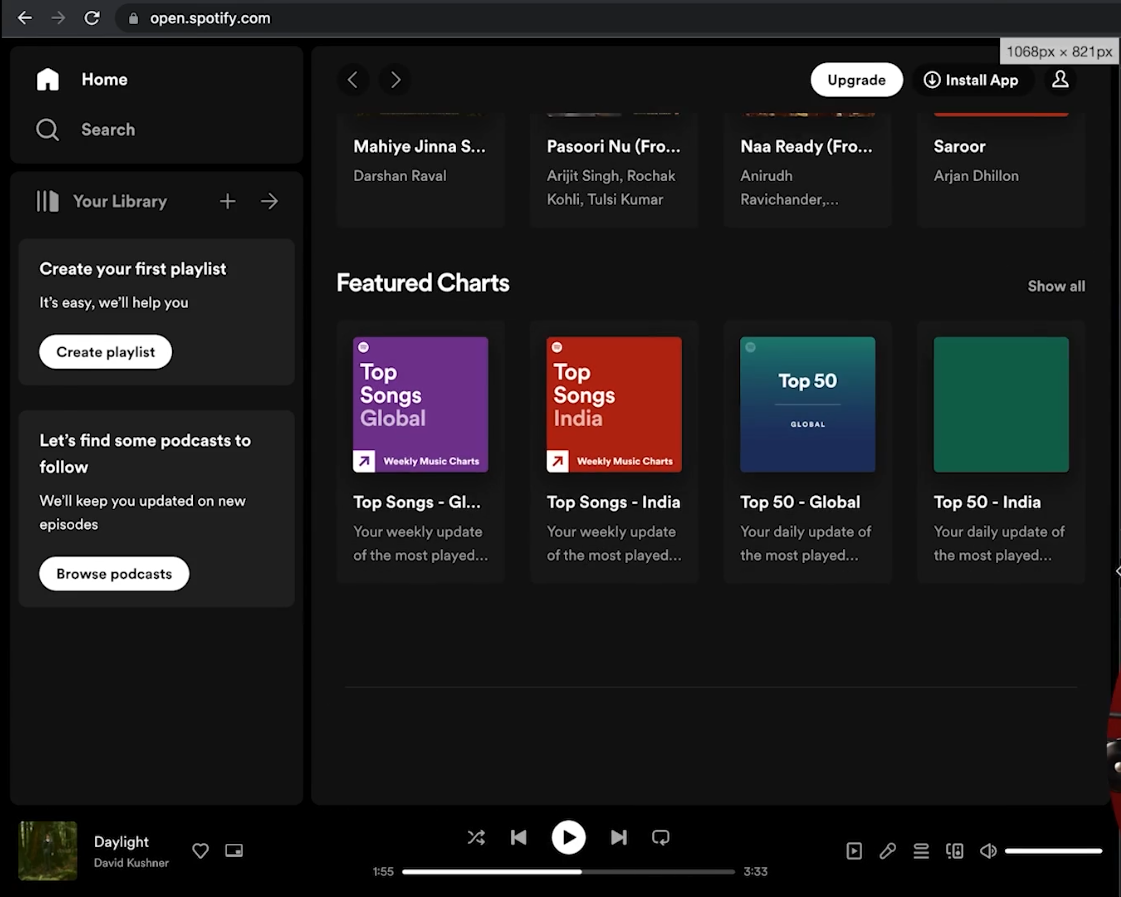 open.spotify.com
1068px × 821px
Home
Search
Upgrade
Install App
Your Library
Create your first playlist
It's easy, we'll help you
Create playlist
Let's find some podcasts to
follow
We'll keep you updated on new
episodes
Browse podcasts
Mahiye Jinna S...
Darshan Raval
Pasoori Nu (Fro...
Arijit Singh, Rochak
Kohli, Tulsi Kumar
Naa Ready (Fro...
Anirudh
Ravichander,...
Saroor
Arjan Dhillon
Featured Charts
Show all
Top
Songs
Global
Weekly Music Charts
Top Songs - Gl...
Your weekly update
of the most played...
Top
Songs
India
Weekly Music Charts
Top Songs - India
Your weekly update
of the most played...
Top 50
GLOBAL
Top 50 - Global
Your daily update of
the most played...
Top 50 - India
Your daily update of
the most played...
Daylight
David Kushner
1:55
3:33